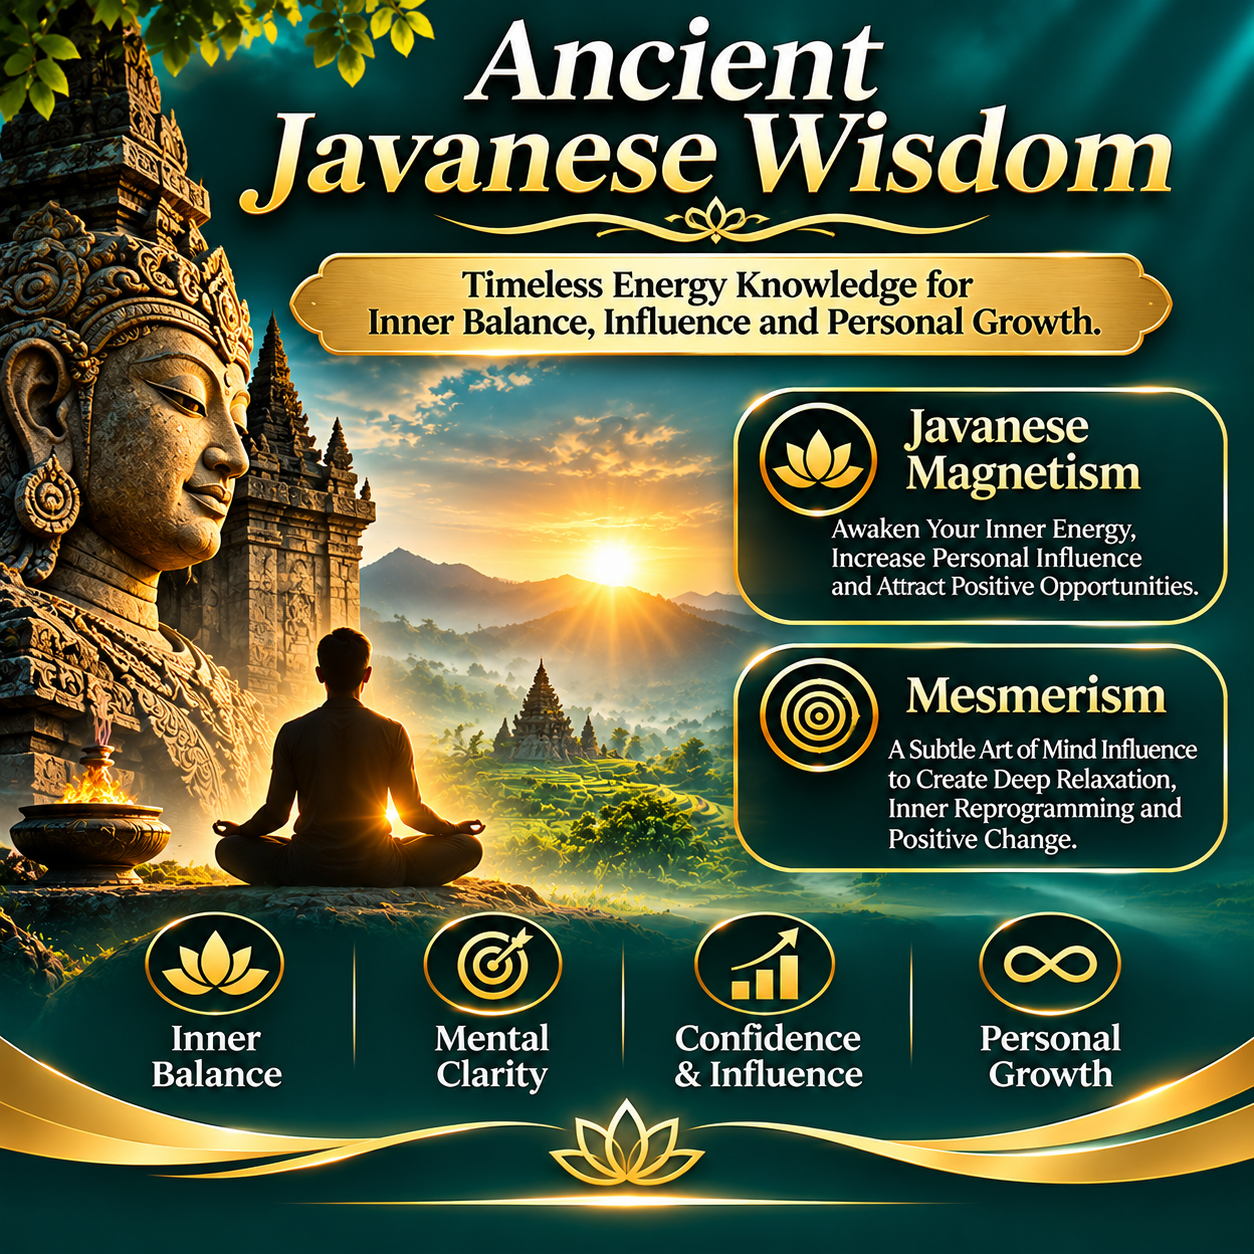 Ancient
Javanese Wisdom
Timeless Energy Knowledge for
Inner Balance, Influence and Personal Growth.
Javanese
Magnetism
Awaken Your Inner Energy,
Increase Personal Influence
and Attract Positive Opportunities.
Mesmerism
A Subtle Art of Mind Influence
to Create Deep Relaxation,
Inner Reprogramming and
Positive Change.
Inner
Balance
Mental
Clarity
Confidence
& Influence
Personal
Growth